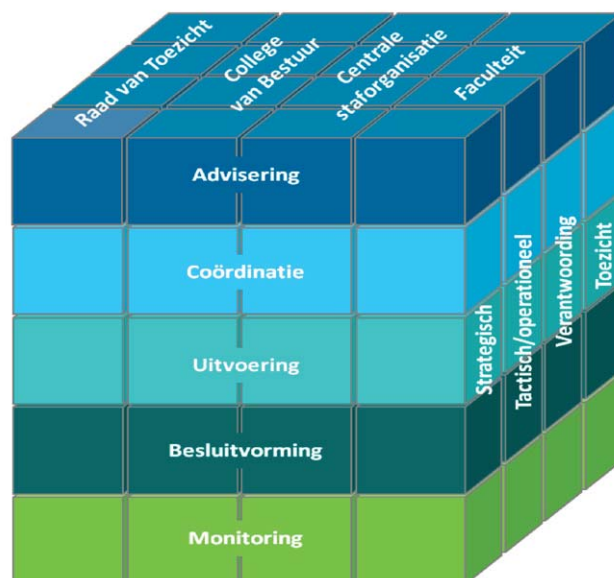 Raad van Toezicht
College
van Bestuur
Centrale
staforganisatie
Faculteit
Advisering
Coördinatie
Uitvoering
Besluitvorming
Monitoring
Strategisch
Tactisch/operationeel
Verantwoording
Toezicht